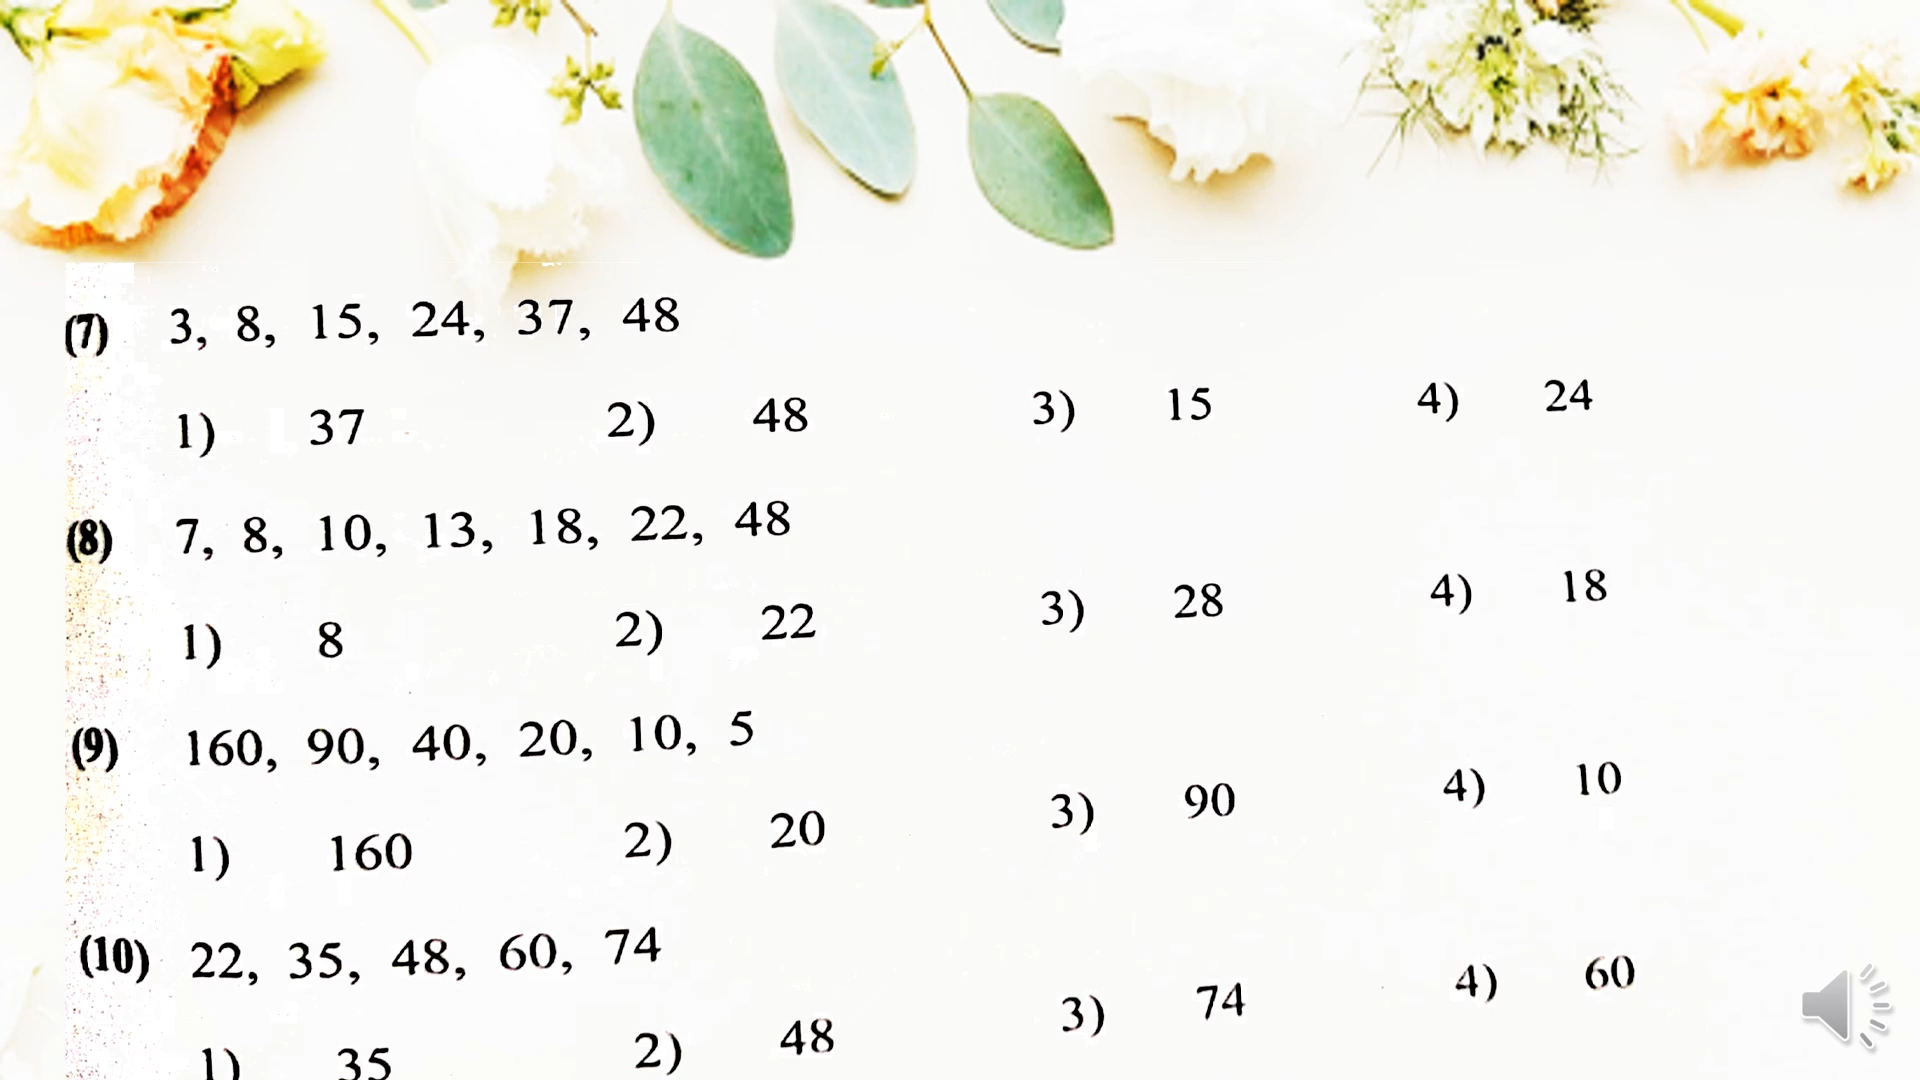 (7) 3, 8, 15, 24, 37, 48
1) 37 2) 48 3) 15 4) 24
(8) 7, 8, 10, 13, 18, 22, 48
1) 8 2) 22 3) 28 4) 18
(9) 160, 90, 40, 20, 10, 5
1) 160 2) 20 3) 90 4) 10
(10) 22, 35, 48, 60, 74
1) 35 2) 48 3) 74 4) 60